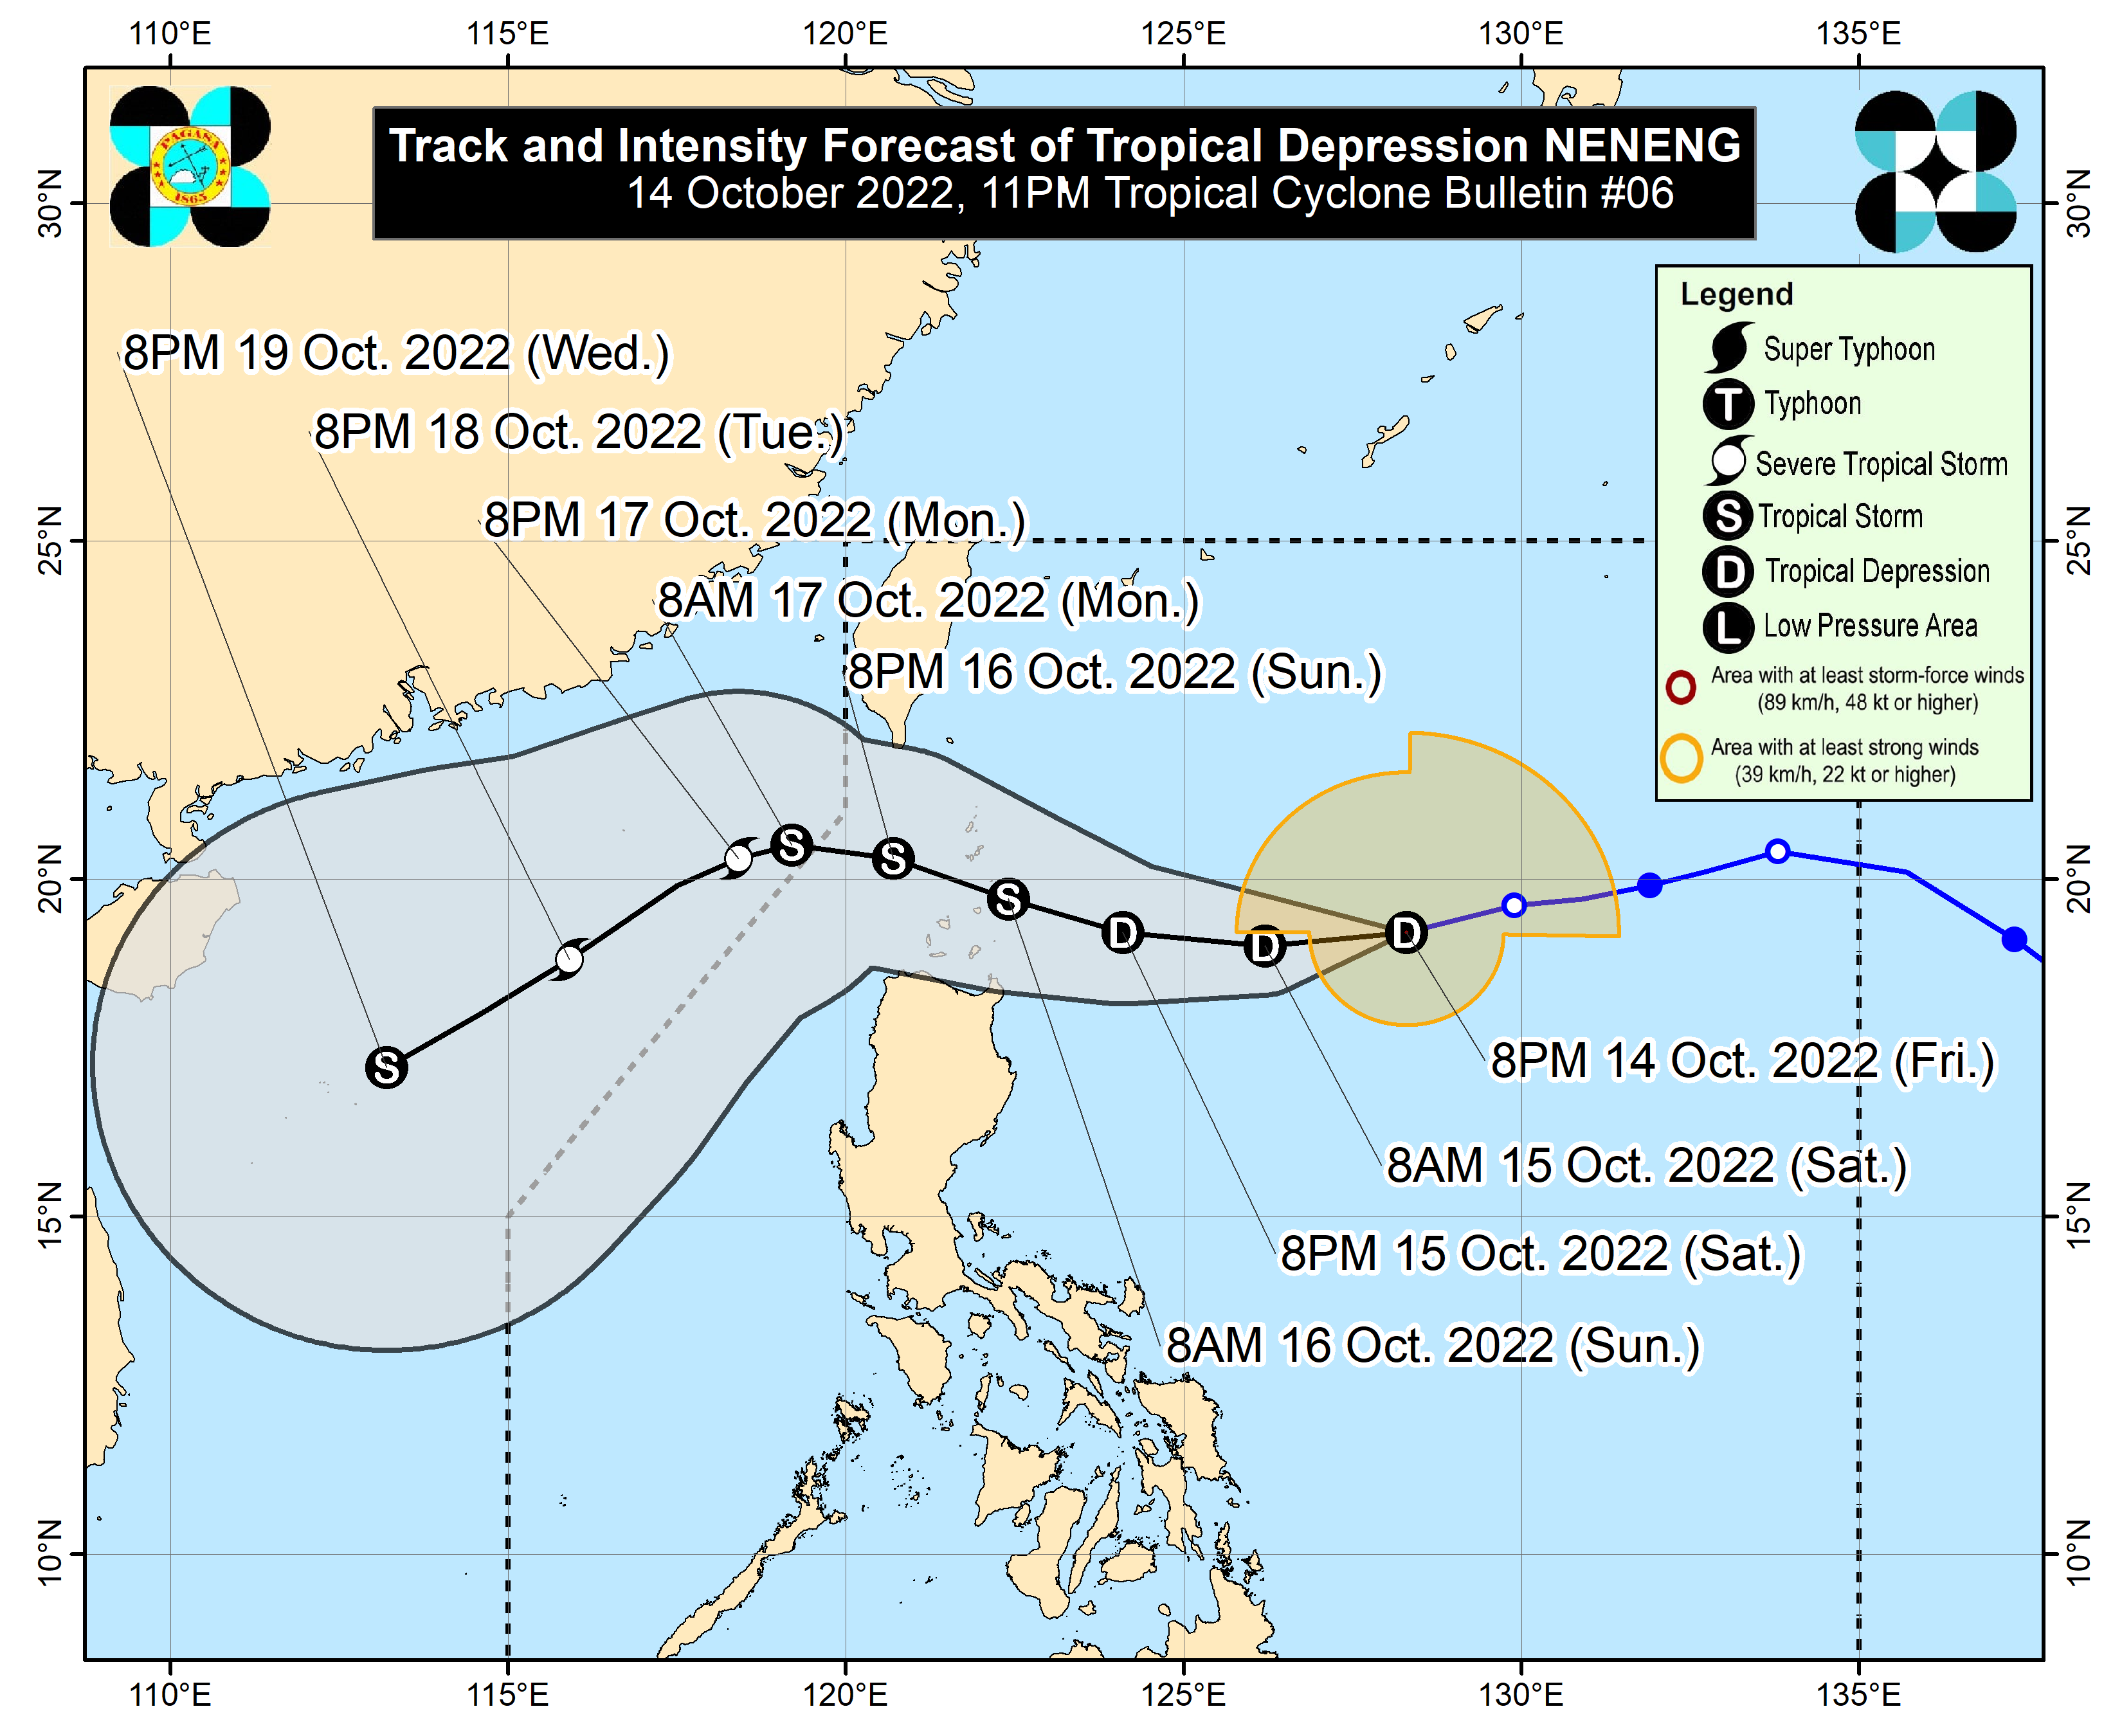 110°E 115°E 120°E 125°E 130°E 135°E
PAGASA
1865
Track and Intensity Forecast of Tropical Depression NENENG
14 October 2022, 11PM Tropical Cyclone Bulletin #06
30°N 30°N
Legend
Super Typhoon
T Typhoon
Severe Tropical Storm
S Tropical Storm
D Tropical Depression
L Low Pressure Area
Area with at least storm-force winds
(89 km/h, 48 kt or higher)
Area with at least strong winds
(39 km/h, 22 kt or higher)
8PM 19 Oct. 2022 (Wed.)
8PM 18 Oct. 2022 (Tue.)
8PM 17 Oct. 2022 (Mon.)
25°N 25°N
8AM 17 Oct. 2022 (Mon.)
8PM 16 Oct. 2022 (Sun.)
20°N 20°N
S S S D D D
S
8PM 14 Oct. 2022 (Fri.)
8AM 15 Oct. 2022 (Sat.)
15°N 15°N
8PM 15 Oct. 2022 (Sat.)
8AM 16 Oct. 2022 (Sun.)
10°N 10°N
110°E 115°E 120°E 125°E 130°E 135°E